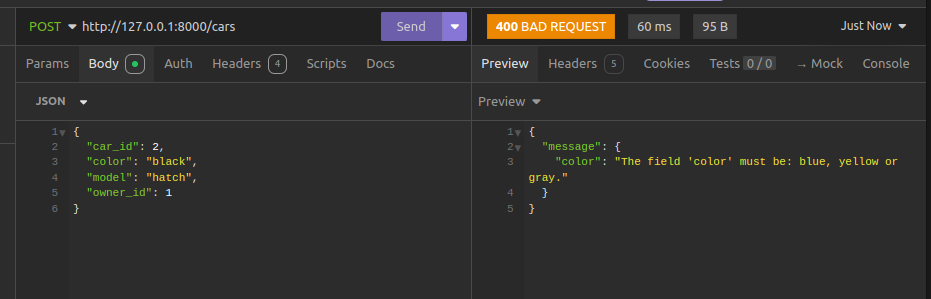 POST http://127.0.0.1:8000/cars Send 400 BAD REQUEST 60 ms 95 B Just Now
Params Body Auth Headers 4 Scripts Docs
Preview Headers 5 Cookies Tests 0 / 0 → Mock Console
JSON
Preview
1 {
2 "car_id": 2,
3 "color": "black",
4 "model": "hatch",
5 "owner_id": 1
6 }
1 {
2 "message": {
3 "color": "The field 'color' must be: blue, yellow or
gray."
4 }
5 }